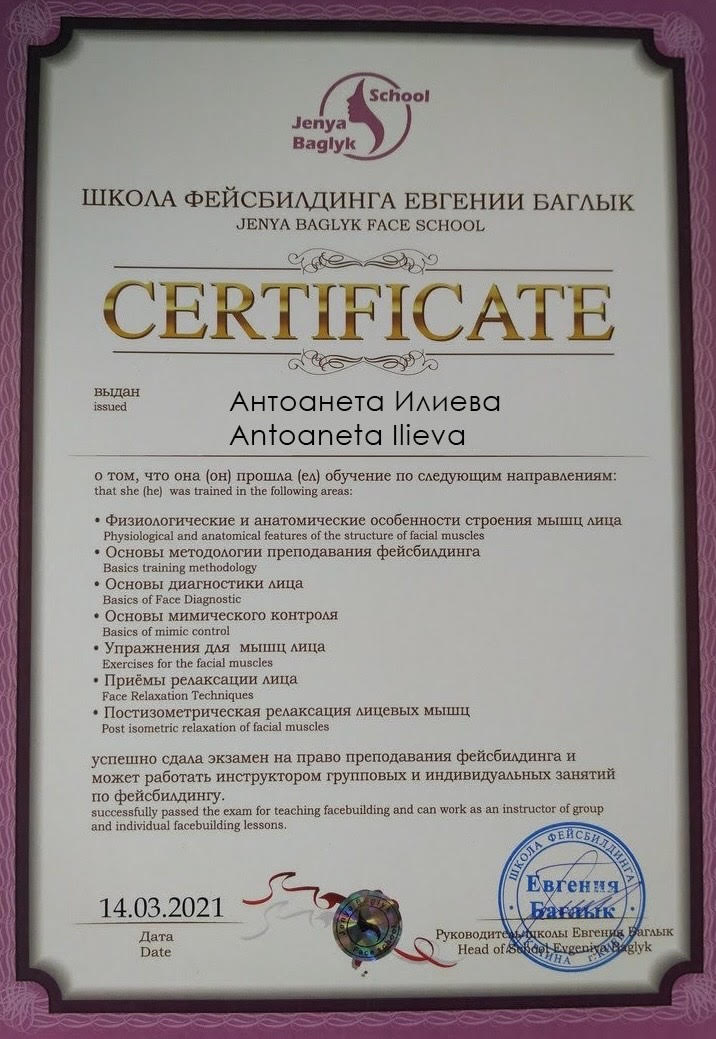 School
Jenya
Baglyk
ШКОЛА ФЕЙСБИЛДИНГА ЕВГЕНИИ БАГЛЫК
JENYA BAGLYK FACE SCHOOL
CERTIFICATE
выдан
issued
Антоанета Илиева
Antoaneta Ilieva
о том, что она (он) прошла (ел) обучение по следующим направлениям:
that she (he) was trained in the following areas:
• Физиологические и анатомические особенности строения мышц лица
Physiological and anatomical features of the structure of facial muscles
• Основы методологии преподавания фейсбилдинга
Basics training methodology
• Основы диагностики лица
Basics of Face Diagnostic
• Основы мимического контроля
Basics of mimic control
• Упражнения для мышц лица
Exercises for the facial muscles
• Приёмы релаксации лица
Face Relaxation Techniques
• Постизометрическая релаксация лицевых мышц
Post isometric relaxation of facial muscles
успешно сдала экзамен на право преподавания фейсбилдинга и
может работать инструктором групповых и индивидуальных занятий
по фейсбилдингу.
successfully passed the exam for teaching facebuilding and can work as an instructor of group
and individual facebuilding lessons.
ШКОЛА ФЕЙСБИЛДИНГА
Евгения
Баглык
14.03.2021
Дата
Date
Jenya Baglyk
Face School
Руководитель школы Евгения Баглык
Head of School Evgeniya Baglyk